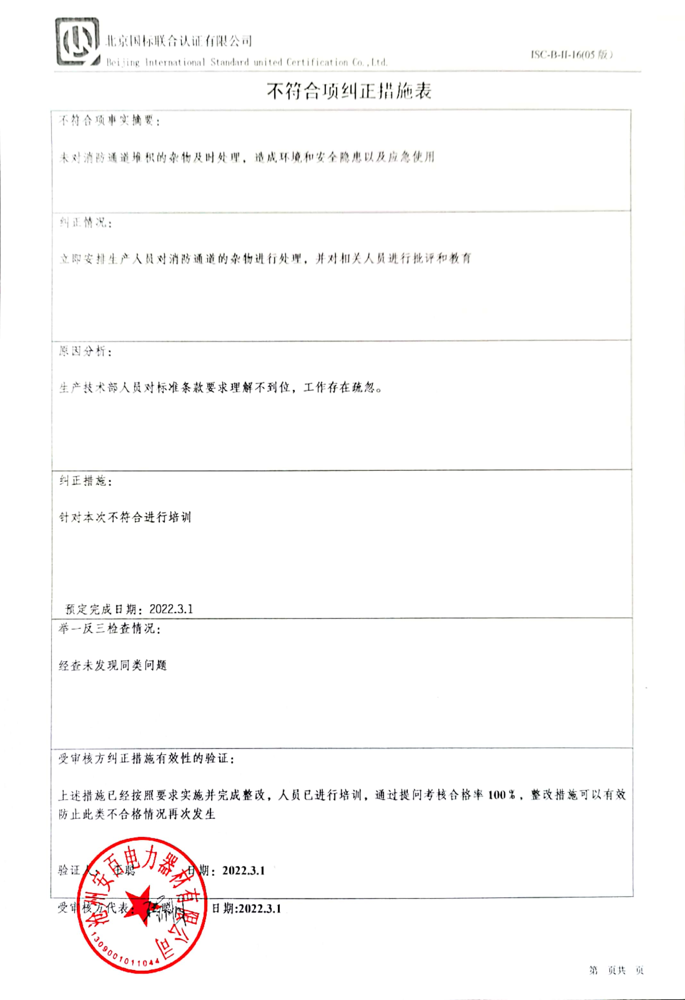 北京国标联合认证有限公司
Beijing International Standard united Certification Co.,Ltd.
ISC-B-II-16(05 版)
不符合项纠正措施表
不符合项事实摘要：
未对消防通道堆积的杂物及时处理，造成环境和安全隐患以及应急使用
纠正情况：
立即安排生产人员对消防通道的杂物进行处理，并对相关人员进行批评和教育
原因分析：
生产技术部人员对标准条款要求理解不到位，工作存在疏忽。
纠正措施：
针对本次不符合进行培训
预定完成日期：2022.3.1
举一反三检查情况：
经查未发现同类问题
受审核方纠正措施有效性的验证：
上述措施已经按照要求实施并完成整改，人员已进行培训，通过提问考核合格率 100%，整改措施可以有效
防止此类不合格情况再次发生
验证人： 王聪 日期：2022.3.1
受审核方代表： 日期:2022.3.1
沧州安百电力器材有限公司
1309001011044
第 页共 页